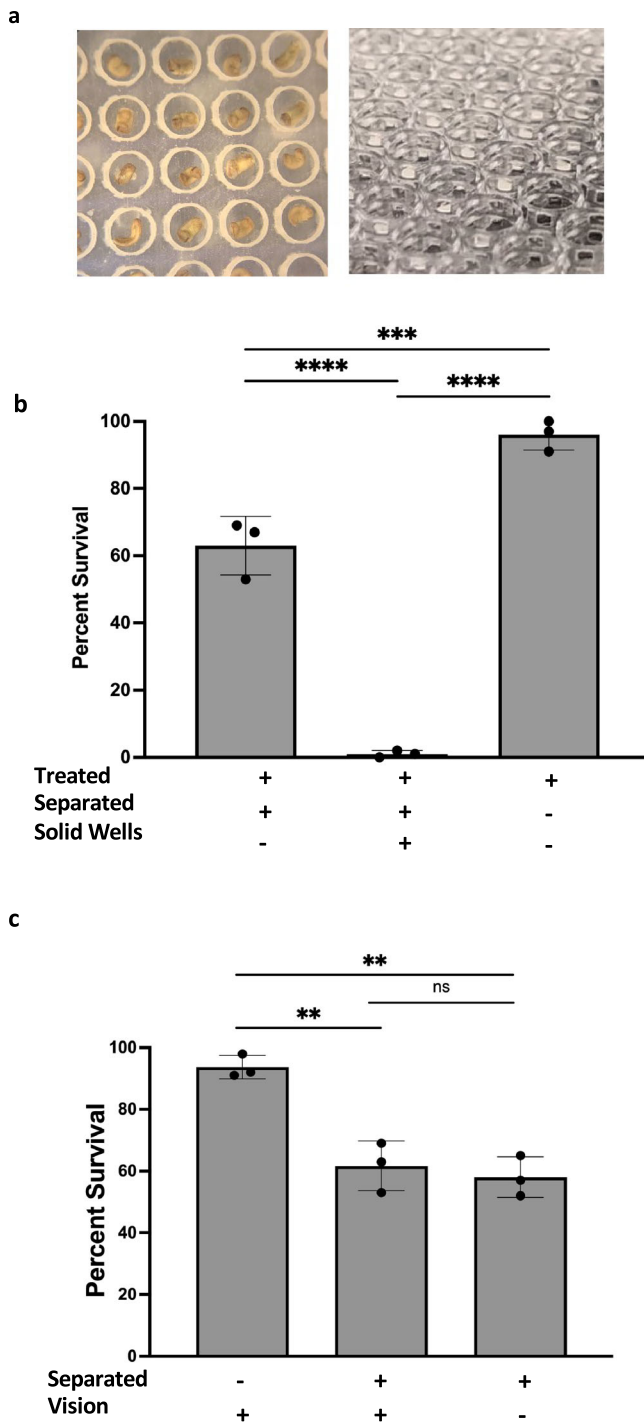 a
***
****
****
b
100
80
60
40
20
0
Percent Survival
Treated + + +
Separated + + -
Solid Wells - + -
c
**
ns
**
100
80
60
40
20
0
Percent Survival
Separated - + +
Vision + + -